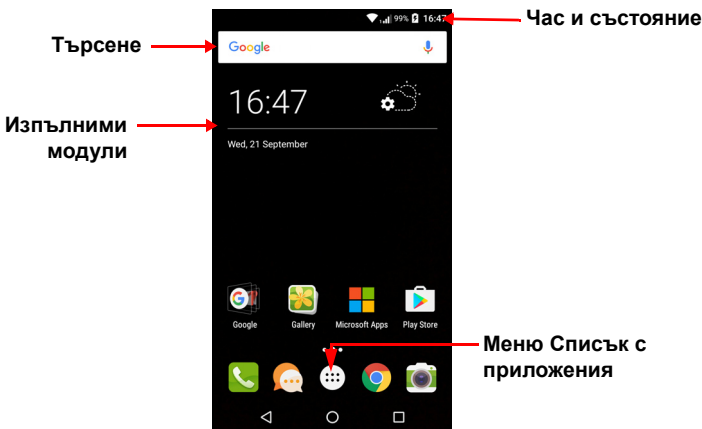 99% 16:47
Час и състояние
Търсене
Google
16:47
Изпълними
модули
Wed, 21 September
Google Gallery Microsoft Apps Play Store
Меню Списък с
приложения